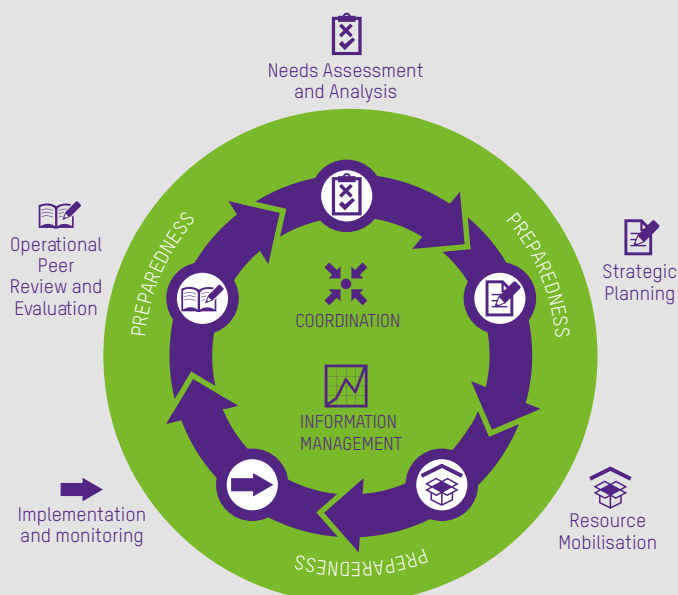 Needs Assessment
and Analysis
PREPAREDNESS
PREPAREDNESS
Operational
Peer
Review and
Evaluation
Strategic
Planning
COORDINATION
INFORMATION
MANAGEMENT
Implementation
and monitoring
Resource
Mobilisation
PREPAREDNESS